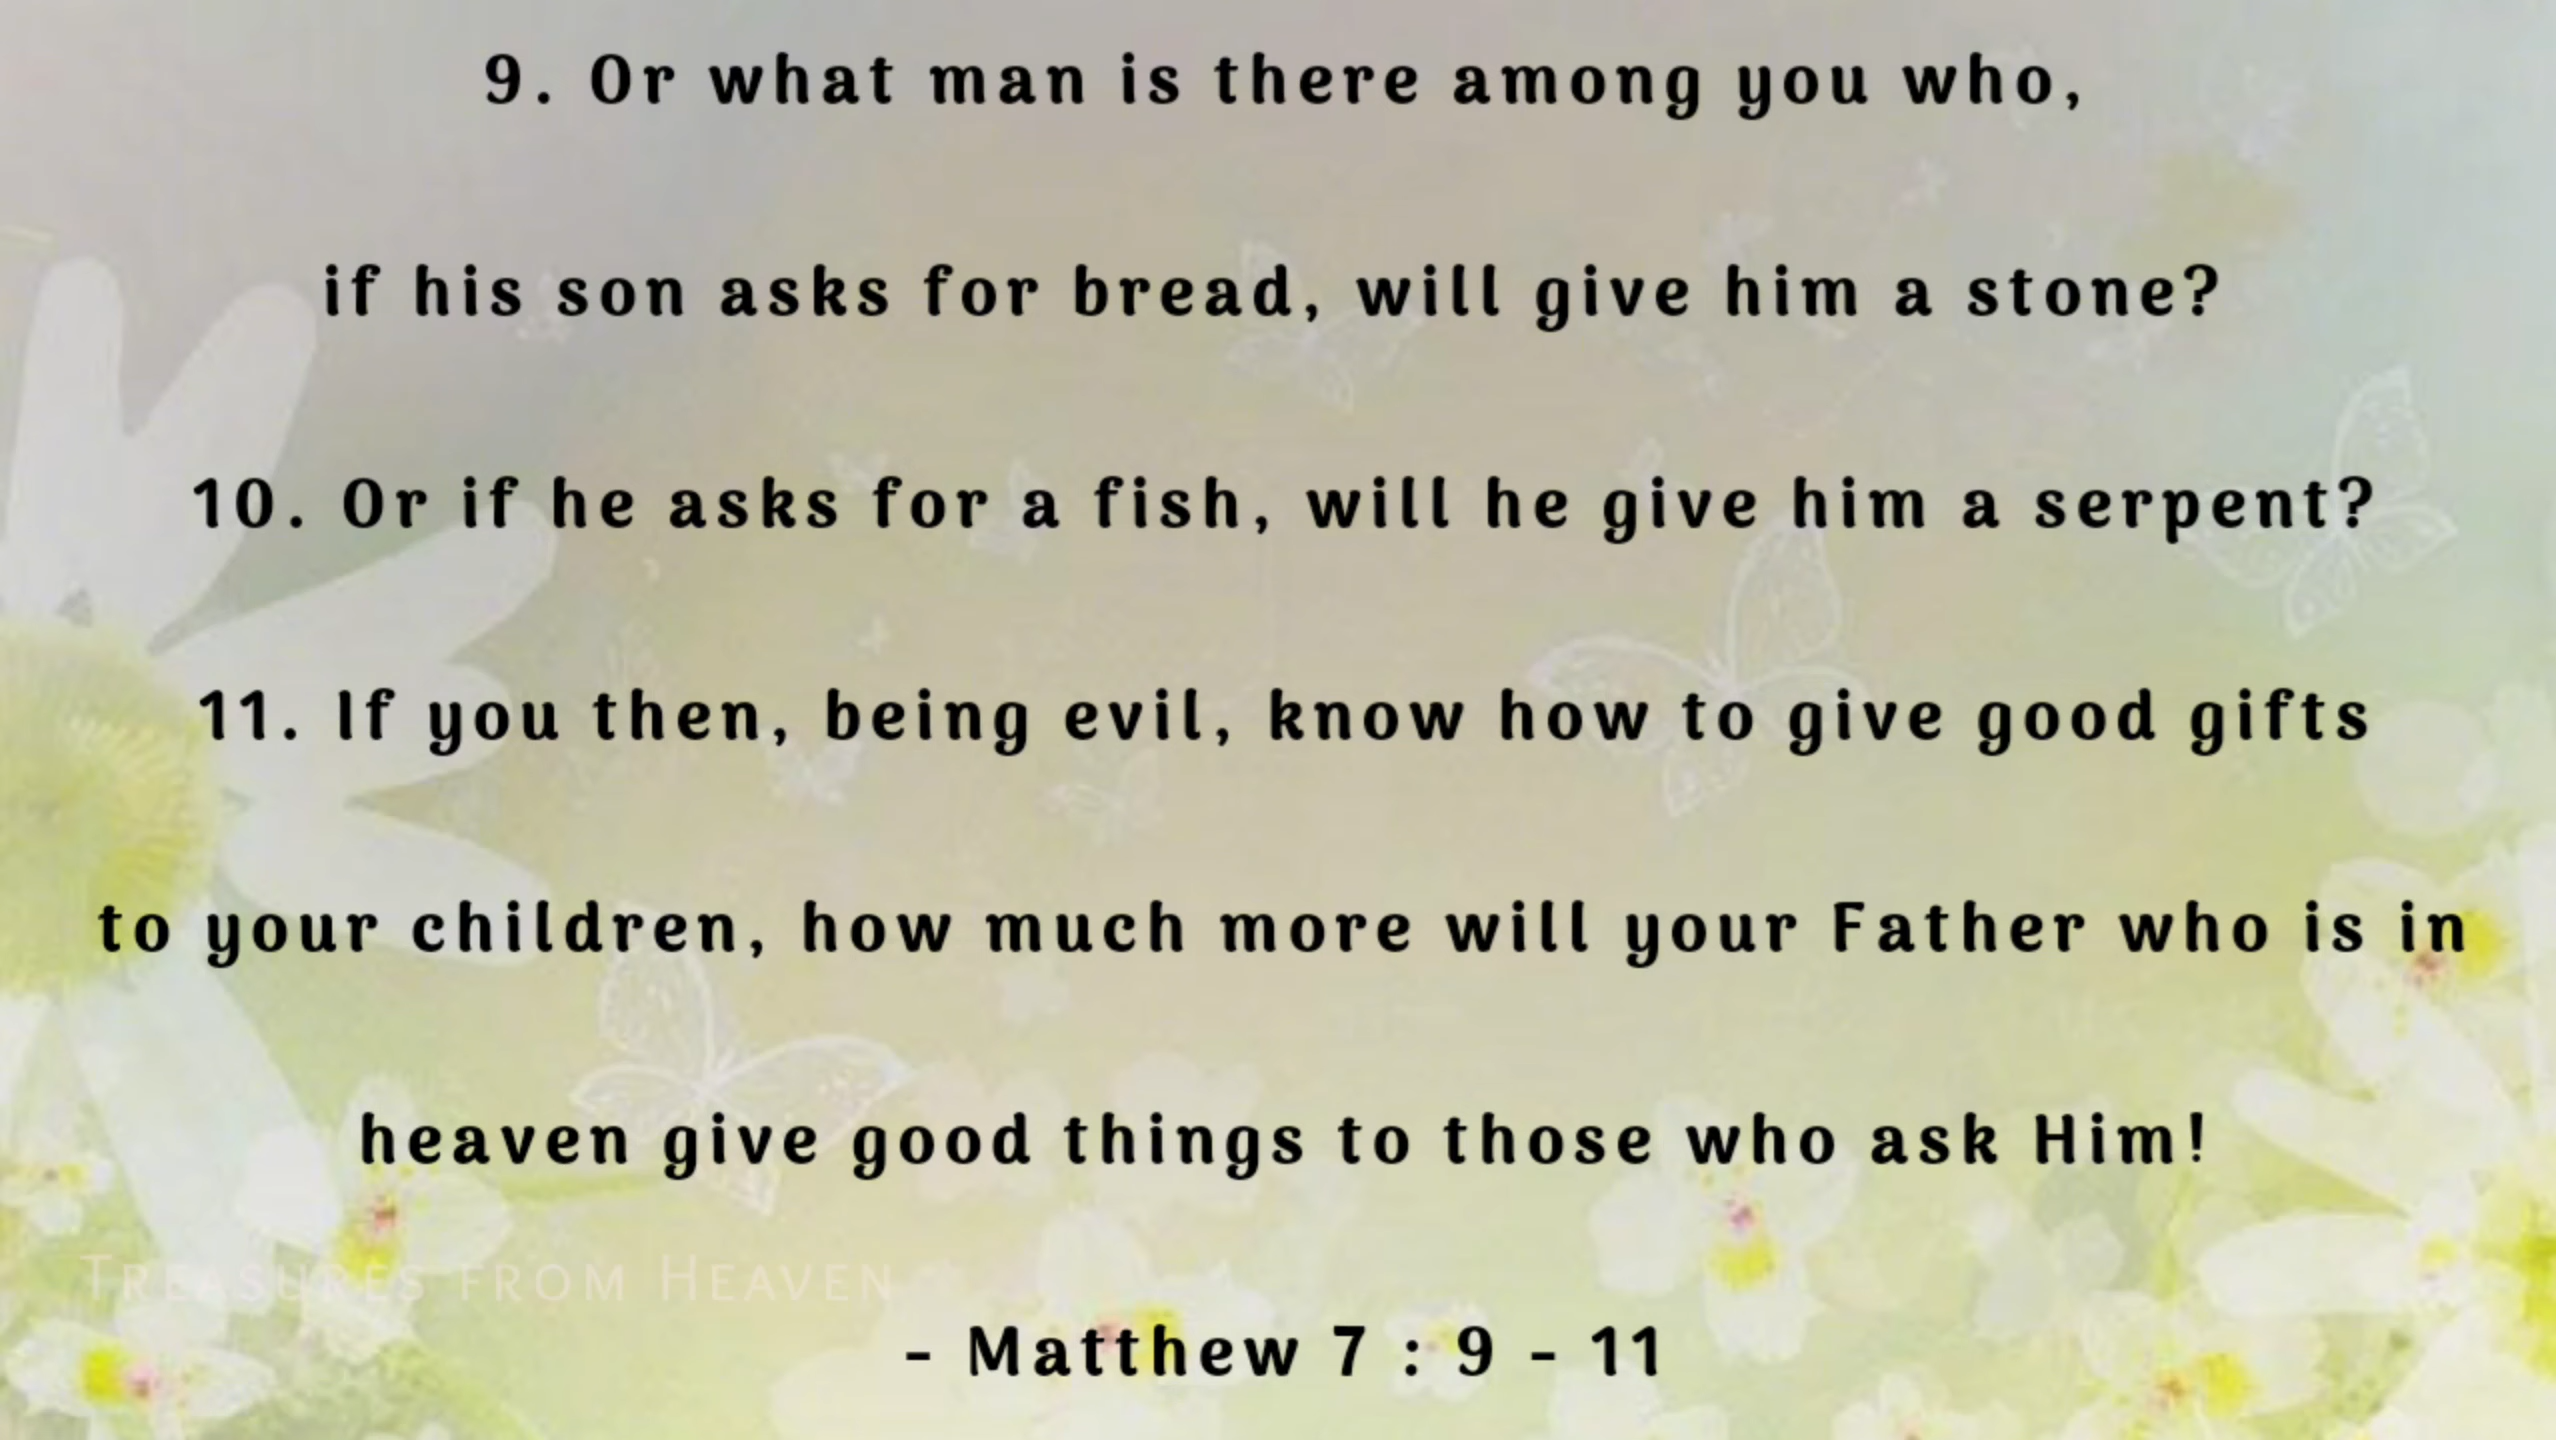 9. Or what man is there among you who,
if his son asks for bread, will give him a stone?
10. Or if he asks for a fish, will he give him a serpent?
11. If you then, being evil, know how to give good gifts
to your children, how much more will your Father who is in
heaven give good things to those who ask Him!
Treasures from Heaven
- Matthew 7 : 9 - 11